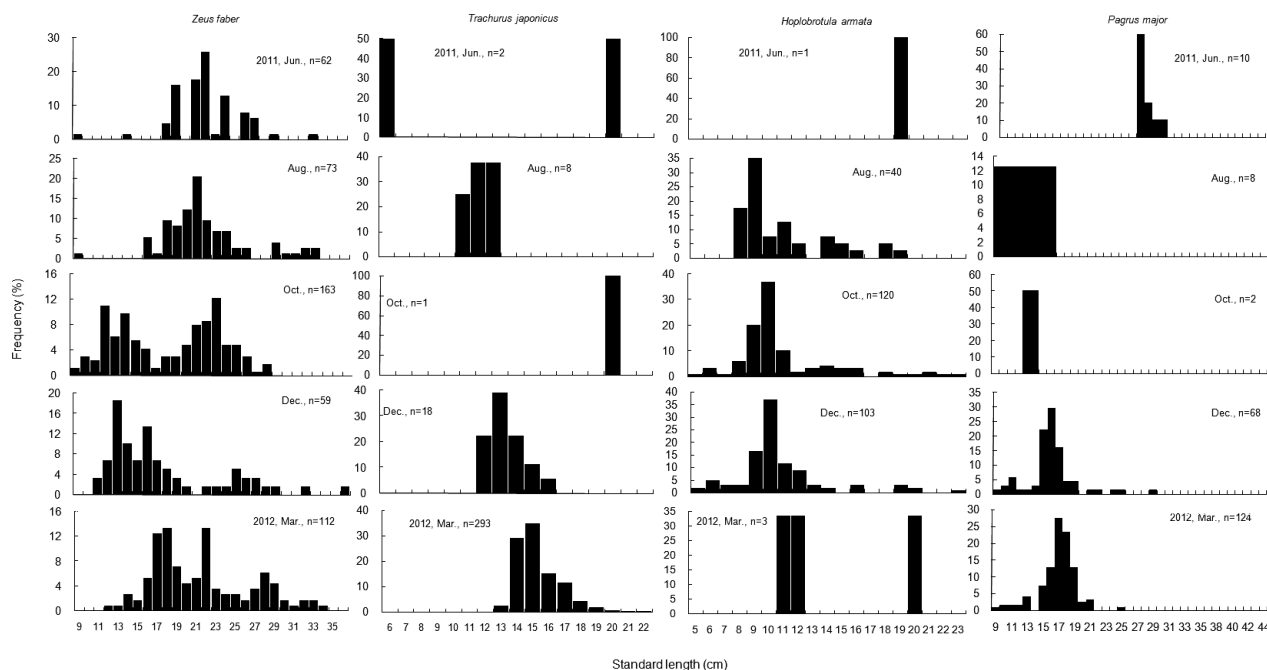 Zeus faber Trachurus japonicus Hoplobrotula armata Pagrus major
30 20 10 0 2011, Jun., n=62
50 40 30 20 10 0 2011, Jun., n=2
100 80 60 40 20 0 2011, Jun., n=1
60 50 40 30 20 10 0 2011, Jun., n=10
25 20 15 10 5 0 Aug., n=73
40 30 20 10 0 Aug., n=8
35 30 25 20 15 10 5 0 Aug., n=40
14 12 10 8 6 4 2 0 Aug., n=8
Frequency (%)
16 12 8 4 0 Oct., n=163
100 80 60 40 20 0 Oct., n=1
40 30 20 10 0 Oct., n=120
60 50 40 30 20 10 0 Oct., n=2
20 16 12 8 4 0 Dec., n=59
40 30 20 10 0 Dec., n=18
40 35 30 25 20 15 10 5 0 Dec., n=103
35 30 25 20 15 10 5 0 Dec., n=68
16 12 8 4 0 2012, Mar., n=112
40 30 20 10 0 2012, Mar., n=293
35 30 25 20 15 10 5 0 2012, Mar., n=3
30 25 20 15 10 5 0 2012, Mar., n=124
9 11 13 15 17 19 21 23 25 27 29 31 33 35
6 7 8 9 10 12 13 14 15 16 17 18 19 20 21 22
5 6 7 8 9 10 11 12 13 14 15 16 17 18 19 20 21 22 23
9 11 13 15 17 19 21 23 25 27 29 31 33 35 36 38 40 42 44
Standard length (cm)